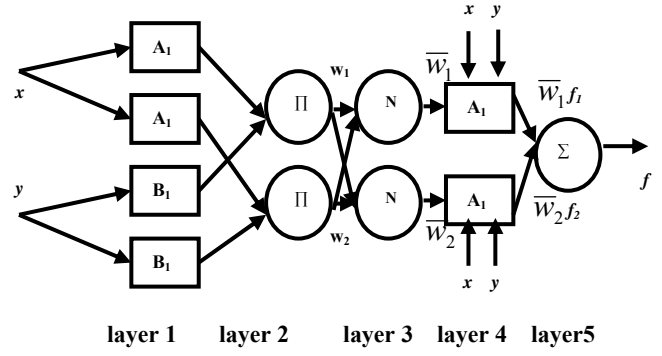 x y
A₁
w₁
w̅₁
w̅₁f₁
x
Π
N
A₁
A₁
Σ
f
y
B₁
Π
N
A₁
w̅₂f₂
w₂
w̅₂
B₁
x y
layer 1 layer 2 layer 3 layer 4 layer5